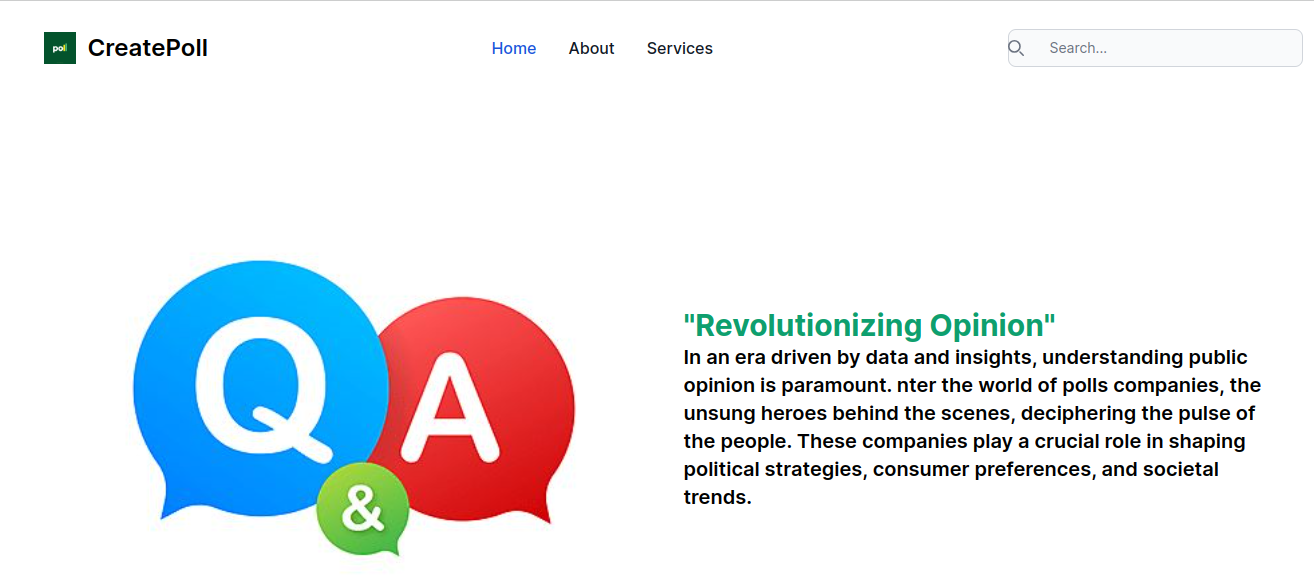 poll CreatePoll
Home About Services
Search...
Q & A
"Revolutionizing Opinion"
In an era driven by data and insights, understanding public
opinion is paramount. nter the world of polls companies, the
unsung heroes behind the scenes, deciphering the pulse of
the people. These companies play a crucial role in shaping
political strategies, consumer preferences, and societal
trends.